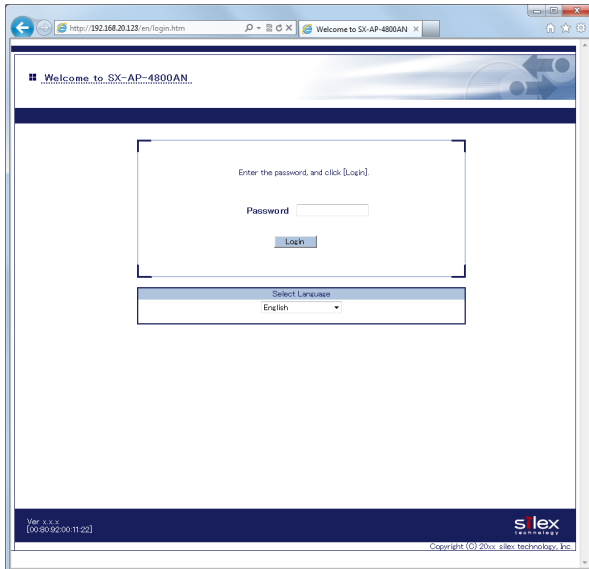 http://192.168.20.128/en/login.htm
Welcome to SX-AP-4800AN
Welcome to SX-AP-4800AN
Enter the password, and click [Login].
Password
Login
Select Language
English
Ver x.x.x
[00:80:92:00:11:22]
silex
technology
Copyright (C) 20xx silex technology, Inc.